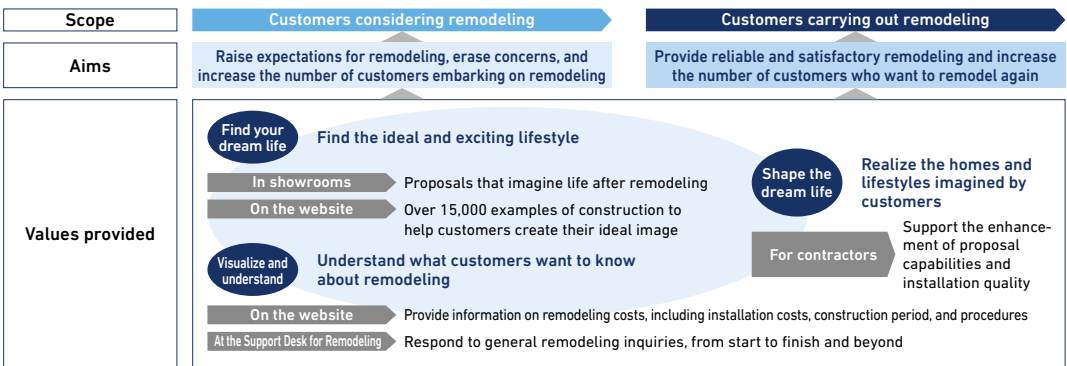 Scope
Customers considering remodeling
Customers carrying out remodeling
Aims
Raise expectations for remodeling, erase concerns, and
increase the number of customers embarking on remodeling
Provide reliable and satisfactory remodeling and increase
the number of customers who want to remodel again
Values provided
Find your
dream life
Find the ideal and exciting lifestyle
In showrooms
Proposals that imagine life after remodeling
On the website
Over 15,000 examples of construction to
help customers create their ideal image
Visualize and
understand
Understand what customers want to know
about remodeling
On the website
Provide information on remodeling costs, including installation costs, construction period, and procedures
At the Support Desk for Remodeling
Respond to general remodeling inquiries, from start to finish and beyond
Shape the
dream life
Realize the homes and
lifestyles imagined by
customers
For contractors
Support the enhance-
ment of proposal
capabilities and
installation quality